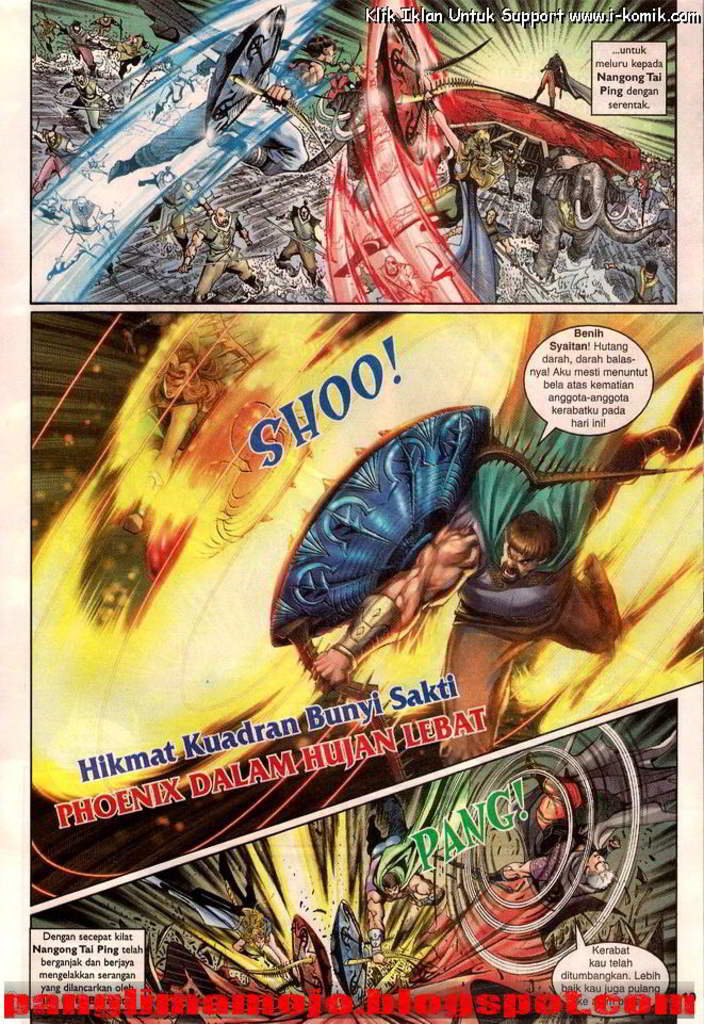 Klik Iklan Untuk Support www.i-komik.com
...untuk
meluru kepada
Nangong Tai
Ping dengan
serentak.
Benih
Syaitan! Hutang
darah, darah balas-
nya! Aku mesti menuntut
bela atas kematian
anggota-anggota
kerabatku pada
hari ini!
SHOO!
Hikmat Kuadran Bunyi Sakti
PHOENIX DALAM HUJAN LEBAT
PANG!
Dengan secepat kilat
Nangong Tai Ping telah
berganjak dan berjaya
mengelakkan serangan
yang dilancarkan oleh
Kerabat
kau telah
ditumbangkan. Lebih
baik kau juga pulang
panglimamojo.blogspot.com